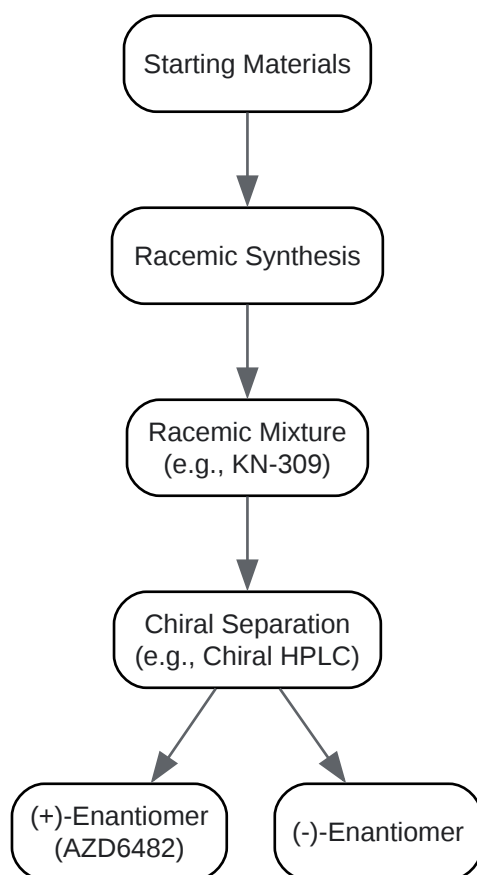 Starting Materials
Racemic Synthesis
Racemic Mixture
(e.g., KN-309)
Chiral Separation
(e.g., Chiral HPLC)
(+)-Enantiomer
(AZD6482)
(-)-Enantiomer